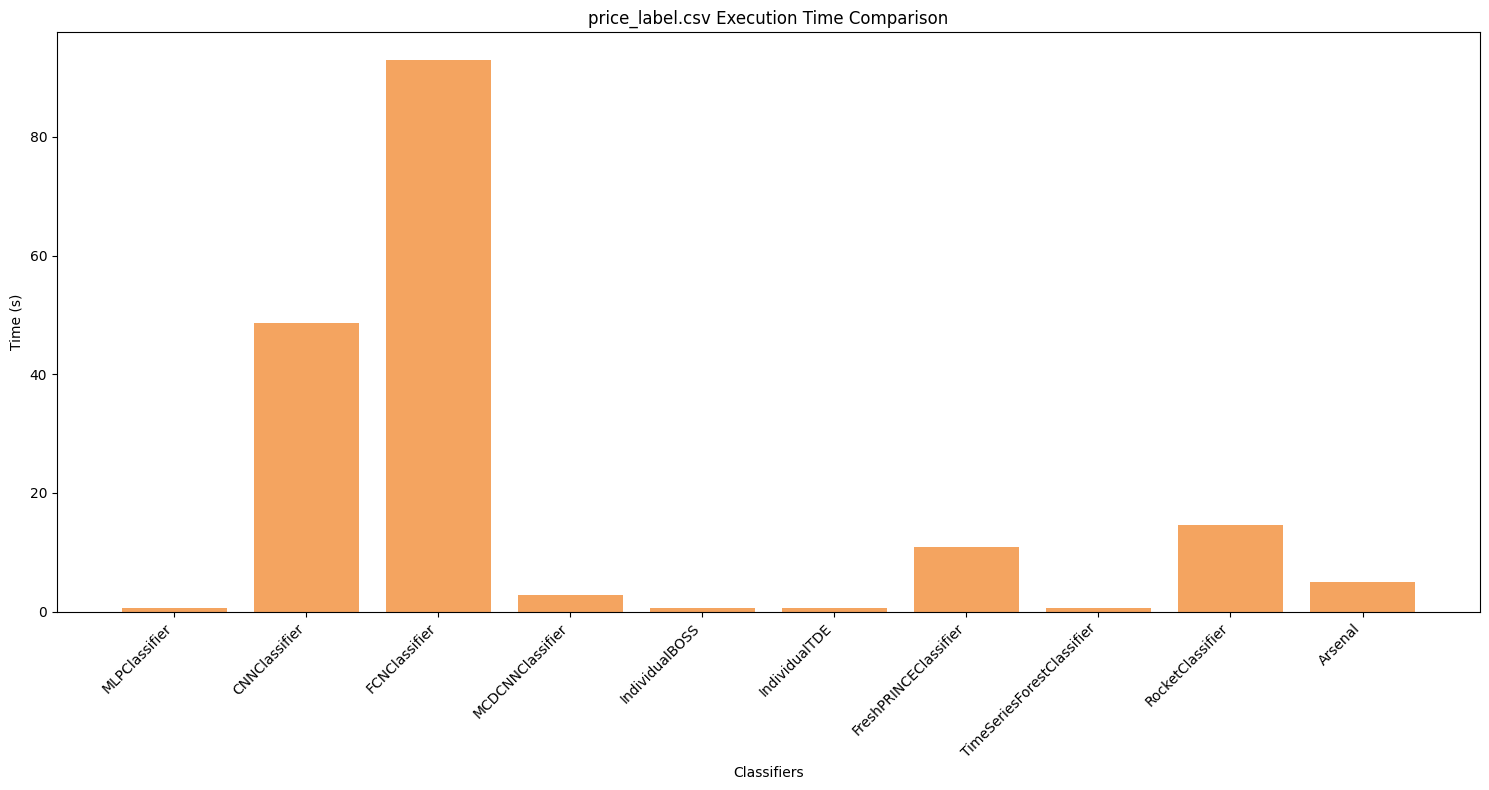 price_label.csv Execution Time Comparison
Time (s)
80
60
40
20
0
MLPClassifier
CNNClassifier
FCNClassifier
MCDCNNClassifier
IndividualBOSS
IndividualTDE
FreshPRINCEClassifier
TimeSeriesForestClassifier
RocketClassifier
Arsenal
Classifiers